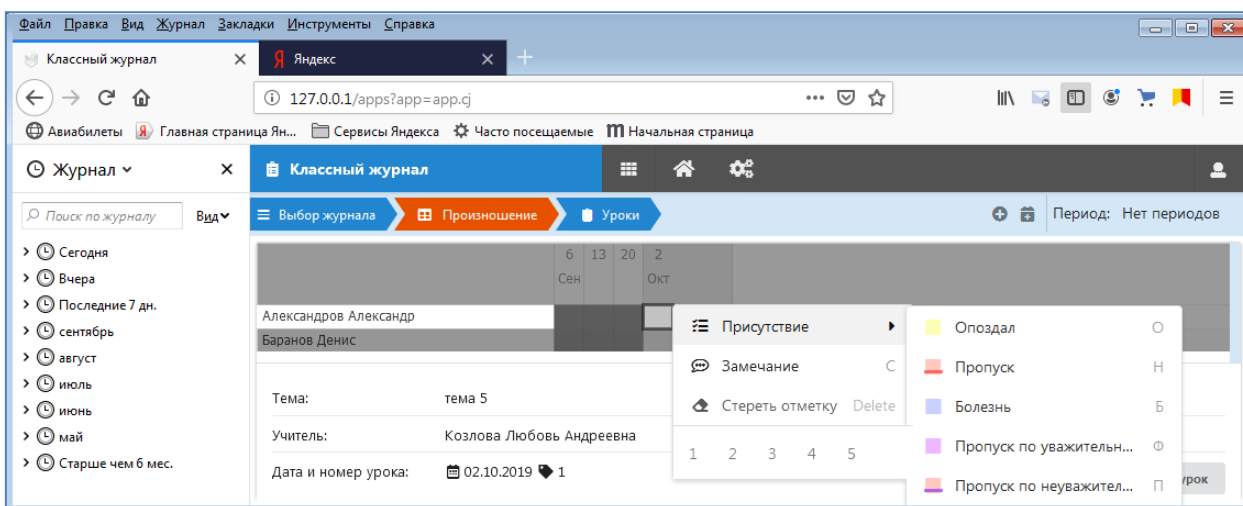 Файл Правка Вид Журнал Закладки Инструменты Справка
Классный журнал
Яндекс
127.0.0.1/apps?app=app.cj
Авиабилеты Главная страница Ян... Сервисы Яндекса Часто посещаемые Начальная страница
Журнал
Классный журнал
Поиск по журналу Вид
Выбор журнала Произношение Уроки Период: Нет периодов
Сегодня
Вчера
Последние 7 дн.
сентябрь
август
июль
июнь
май
Старше чем 6 мес.
6 13 20 2
Сен Окт
Александров Александр
Баранов Денис
Тема: тема 5
Учитель: Козлова Любовь Андреевна
Дата и номер урока: 02.10.2019 1
Присутствие
Замечание С
Стереть отметку Delete
1 2 3 4 5
Опоздал О
Пропуск Н
Болезнь Б
Пропуск по уважительн... Ф
Пропуск по неуважител... П
урок